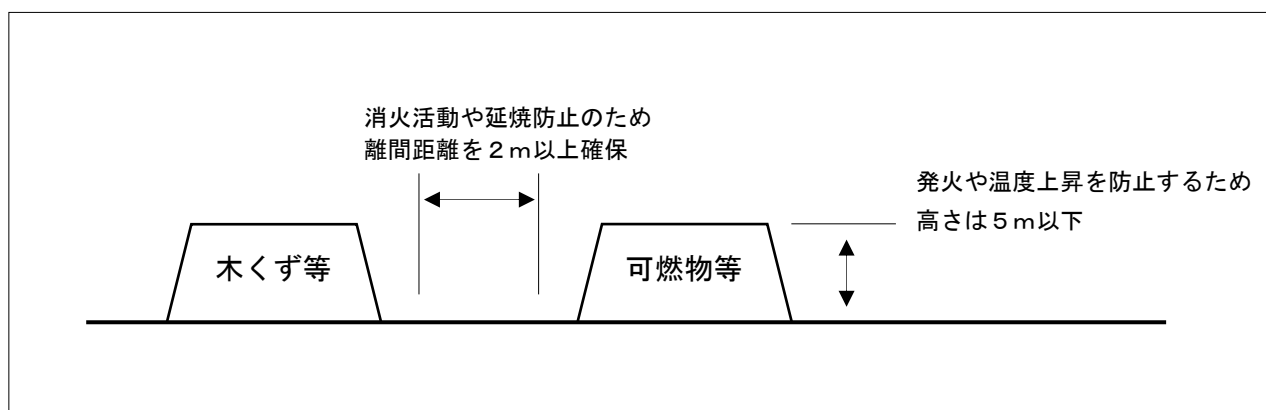 消火活動や延焼防止のため
離間距離を２ｍ以上確保
発火や温度上昇を防止するため
高さは５ｍ以下
木くず等
可燃物等